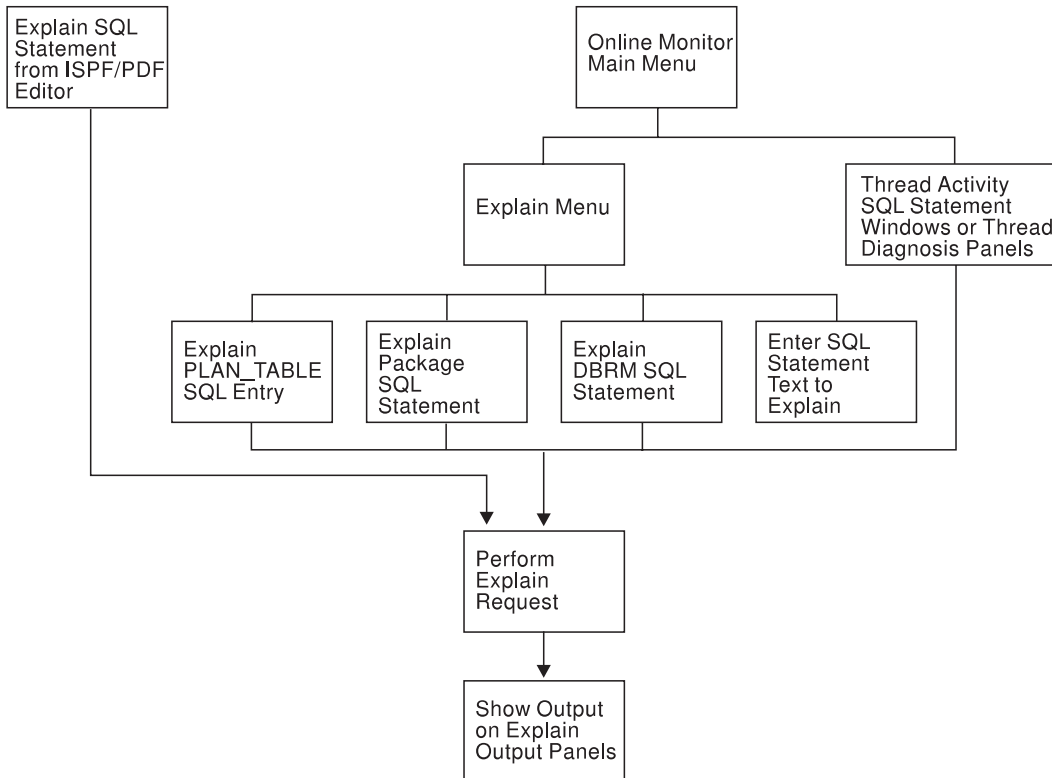 Explain SQL
Statement
from ISPF/PDF
Editor
Online Monitor
Main Menu
Explain Menu
Thread Activity
SQL Statement
Windows or Thread
Diagnosis Panels
Explain
PLAN_TABLE
SQL Entry
Explain
Package
SQL
Statement
Explain
DBRM SQL
Statement
Enter SQL
Statement
Text to
Explain
Perform
Explain
Request
Show Output
on Explain
Output Panels